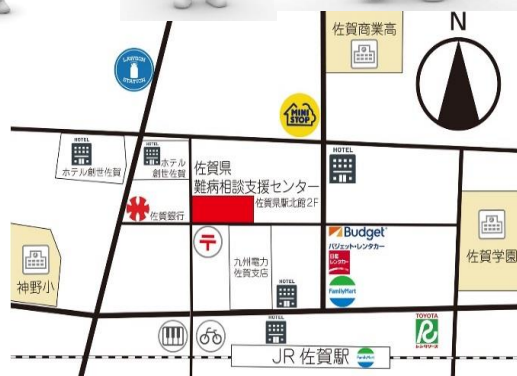 佐賀商業高
N
LAWSON
STATION
MINI
STOP
HOTEL
ホテル創世佐賀
HOTEL
ホテル
創世佐賀
佐賀県
難病相談支援センター
佐賀県駅北館2F
HOTEL
佐賀銀行
〒
九州電力
佐賀支店
HOTEL
Budget
バジェット・レンタカー
日産
レンタカー
FamilyMart
佐賀学園
神野小
HOTEL
JR 佐賀駅
FamilyMart
TOYOTA
R
レンタリース